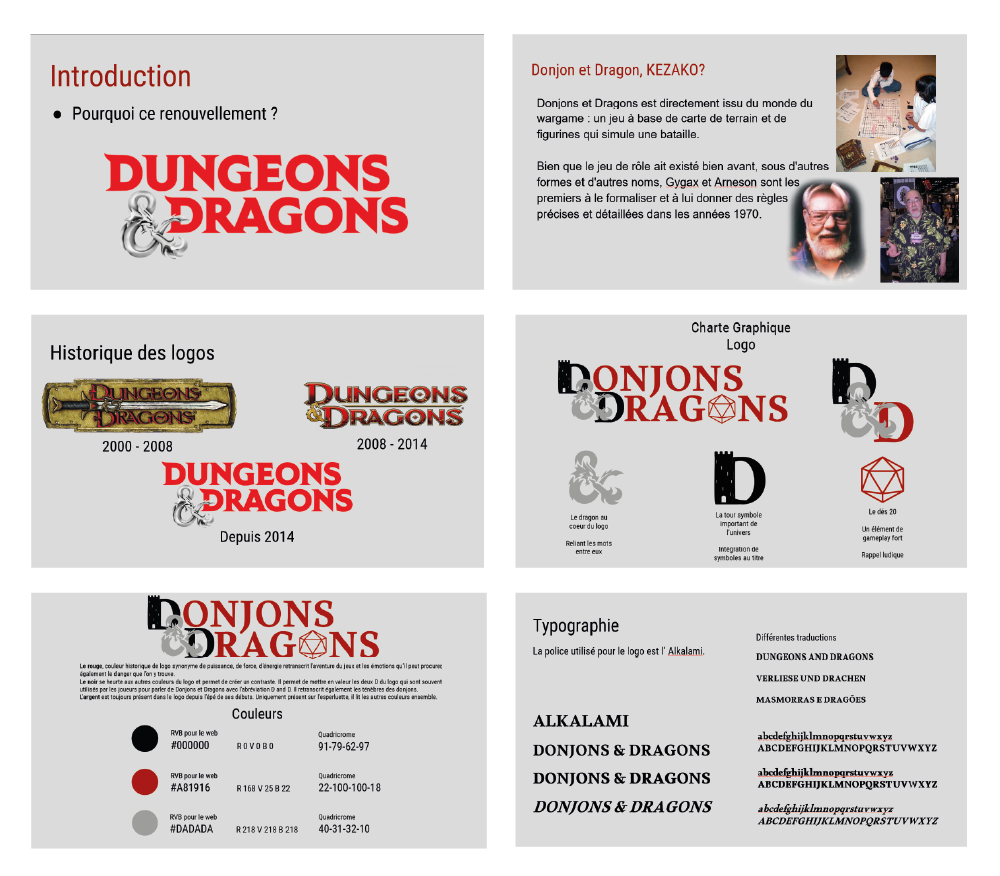 Introduction
● Pourquoi ce renouvellement ?
DUNGEONS
& DRAGONS
Donjon et Dragon, KEZAKO?
Donjons et Dragons est directement issu du monde du
wargame : un jeu à base de carte de terrain et de
figurines qui simule une bataille.
Bien que le jeu de rôle ait existé bien avant, sous d'autres
formes et d'autres noms, Gygax et Arneson sont les
premiers à le formaliser et à lui donner des règles
précises et détaillées dans les années 1970.
Historique des logos
DUNGEONS
DRAGONS
2000 - 2008
DUNGEONS
& DRAGONS
2008 - 2014
DUNGEONS
& DRAGONS
Depuis 2014
Charte Graphique
Logo
DONJONS
& DRAGONS
D&D
&
Le dragon au
coeur du logo
Reliant les mots
entre eux
D
La tour symbole
important de
l'univers
Intégration de
symboles au titre
Le dès 20
Un élément de
gameplay fort
Rappel ludique
DONJONS
& DRAGONS
Le rouge, couleur historique de logo synonyme de puissance, de force, d'énergie retranscrit l'aventure du jeux et les émotions qu'il peut procurer
également le danger que l'on y trouve.
Le noir se heurte aux autres couleurs du logo et permet de créer un contraste. Il permet de mettre en valeur les deux D du logo qui sont souvent
utilisés par les joueurs pour parler de Donjons et Dragons avec l'abréviation D and D. Il retranscrit également les ténèbres des donjons.
L'argent est toujours présent dans le logo depuis l'épé de ses débuts. Uniquement présent sur l'esperluette, il lit les autres couleurs ensemble.
Couleurs
RVB pour le web
#000000
R 0 V 0 B 0
Quadricrome
91-79-62-97
RVB pour le web
#A81916
R 168 V 25 B 22
Quadricrome
22-100-100-18
RVB pour le web
#DADADA
R 218 V 218 B 218
Quadricrome
40-31-32-10
Typographie
La police utilisé pour le logo est l' Alkalami.
ALKALAMI
DONJONS & DRAGONS
DONJONS & DRAGONS
DONJONS & DRAGONS
Différentes traductions
DUNGEONS AND DRAGONS
VERLIESE UND DRACHEN
MASMORRAS E DRAGÕES
abcdefghijklmnopqrstuvwxyz
ABCDEFGHIJKLMNOPQRSTUVWXYZ
abcdefghijklmnopqrstuvwxyz
ABCDEFGHIJKLMNOPQRSTUVWXYZ
abcdefghijklmnopqrstuvwxyz
ABCDEFGHIJKLMNOPQRSTUVWXYZ